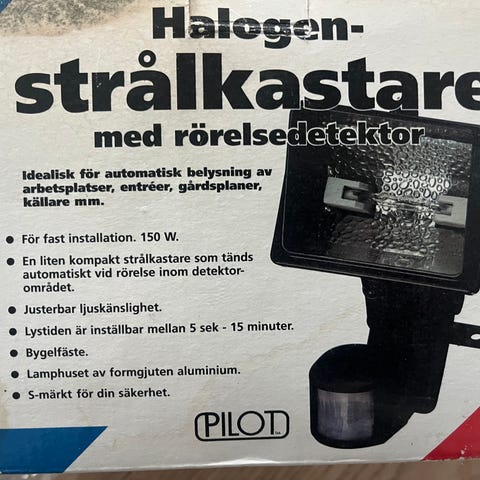 Halogen-
strålkastare
med rörelsedetektor
Idealisk för automatisk belysning av
arbetsplatser, entréer, gårdsplaner,
källare mm.
• För fast installation. 150 W.
• En liten kompakt strålkastare som tänds
automatiskt vid rörelse inom detektor-
området.
• Justerbar ljuskänslighet.
• Lystiden är inställbar mellan 5 sek - 15 minuter.
• Bygelfäste.
• Lamphuset av formgjuten aluminium.
• S-märkt för din säkerhet.
PILOT